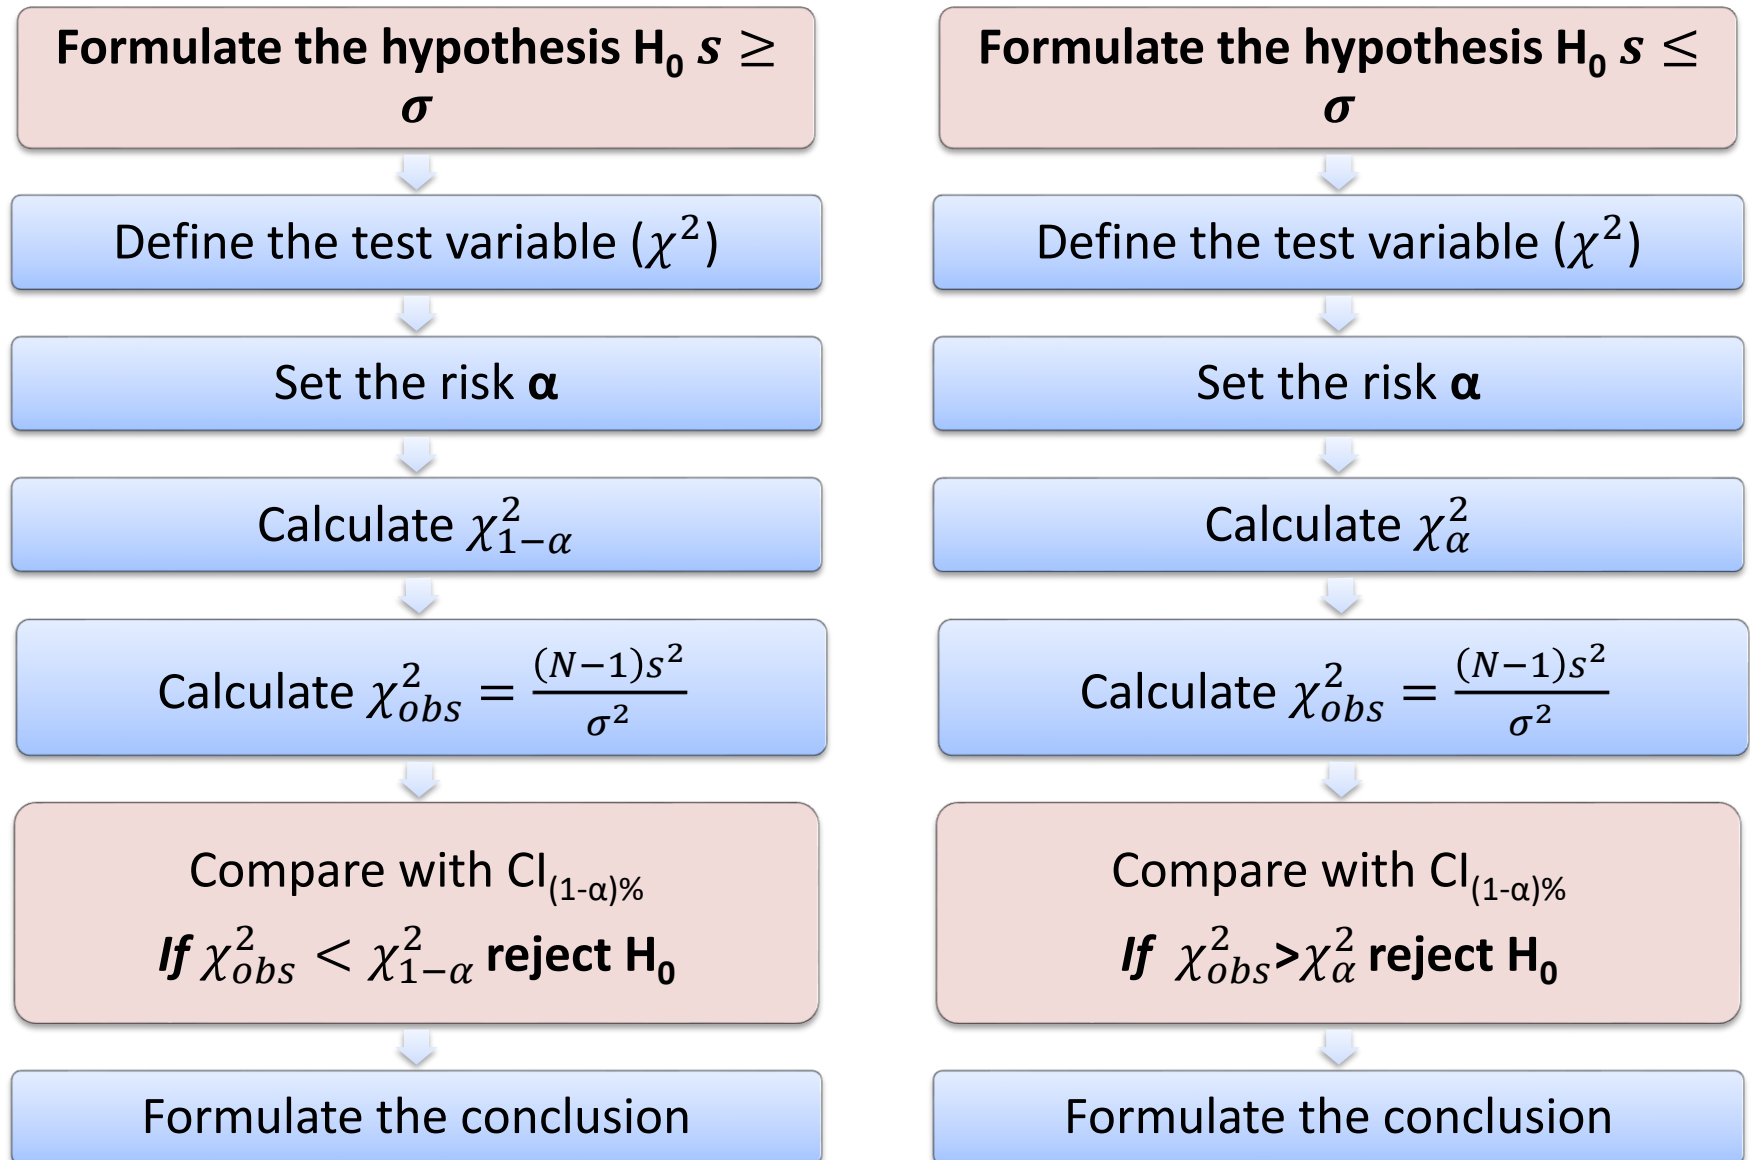 Formulate the hypothesis H₀ s ≥
σ
Define the test variable (χ²)
Set the risk α
Calculate χ²₁₋α
Calculate χ²obs = (N−1)s² / σ²
Compare with CI(1-α)%
If χ²obs < χ²₁₋α reject H₀
Formulate the conclusion
Formulate the hypothesis H₀ s ≤
σ
Define the test variable (χ²)
Set the risk α
Calculate χ²α
Calculate χ²obs = (N−1)s² / σ²
Compare with CI(1-α)%
If χ²obs>χ²α reject H₀
Formulate the conclusion